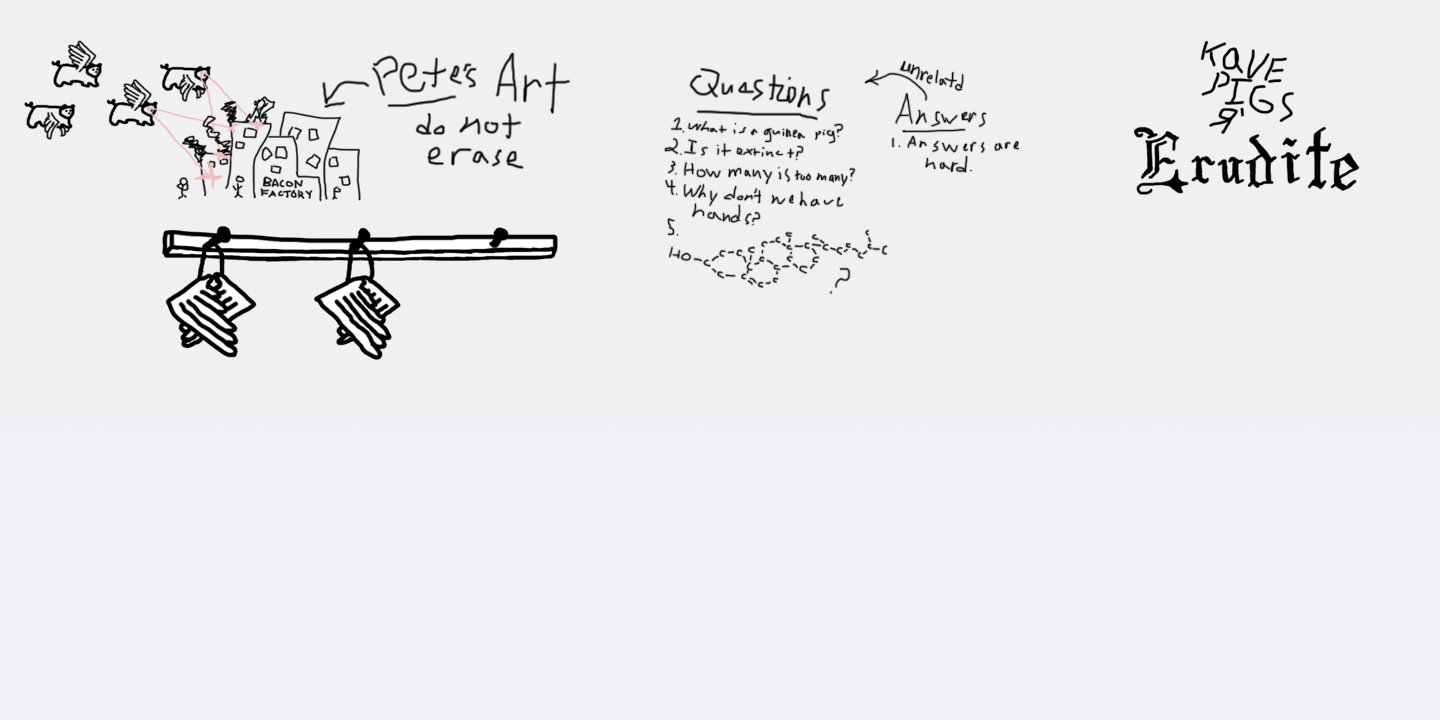 Pete's Art
do not
erase
BACON
FACTORY
Questions
1. What is a guinea pig?
2. Is it extinct?
3. How many is too many?
4. Why don't we have
hands?
5.
HO-C
?
unrelatd
Answers
1. Answers are
hard.
KAVE
PIGS
9'
Erudite